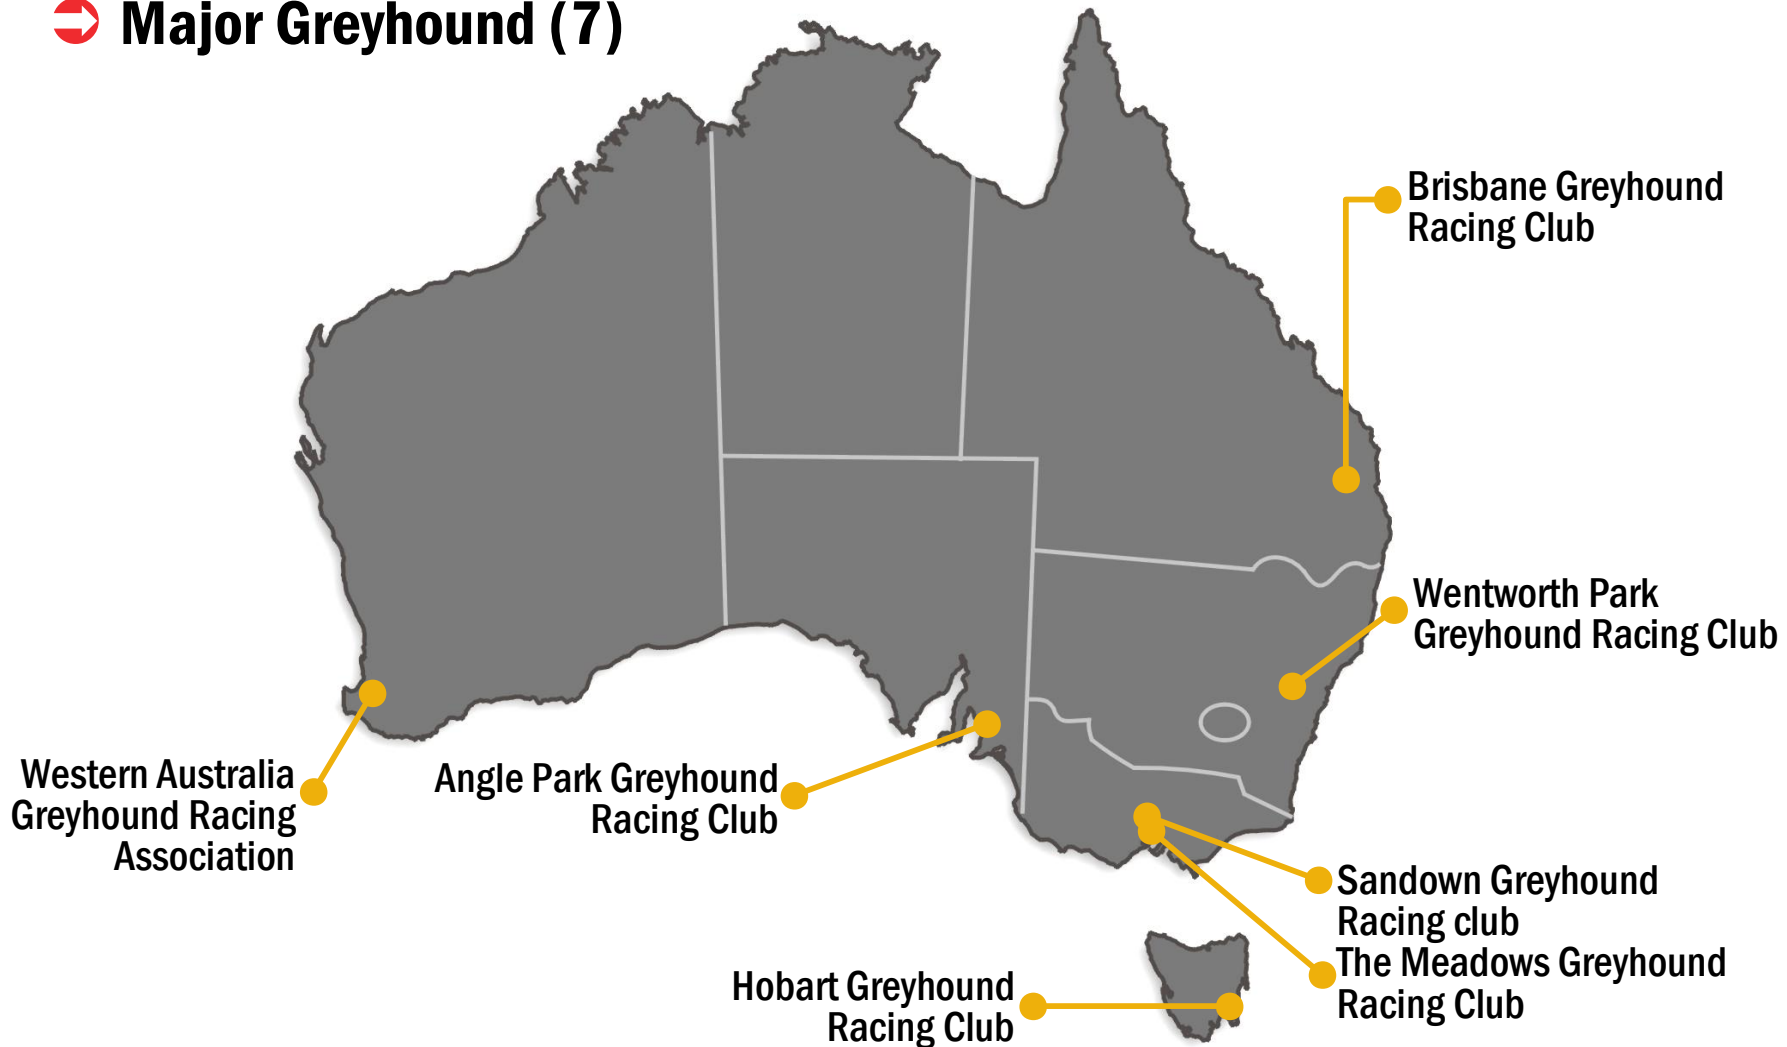 Major Greyhound (7)
Brisbane Greyhound
Racing Club
Wentworth Park
Greyhound Racing Club
Western Australia
Greyhound Racing
Association
Angle Park Greyhound
Racing Club
Sandown Greyhound
Racing club
The Meadows Greyhound
Racing Club
Hobart Greyhound
Racing Club